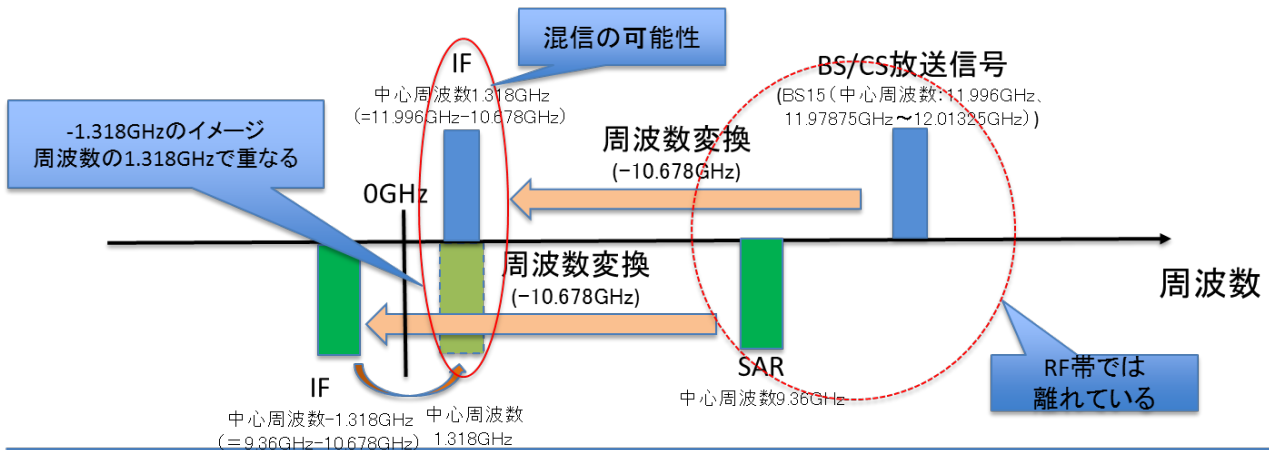 混信の可能性
IF
中心周波数1.318GHz
(=11.996GHz-10.678GHz)
BS/CS放送信号
(BS15(中心周波数:11.996GHz、
11.97875GHz~12.01325GHz))
-1.318GHzのイメージ
周波数の1.318GHzで重なる
周波数変換
(-10.678GHz)
0GHz
周波数変換
(-10.678GHz)
周波数
SAR
中心周波数9.36GHz
RF帯では
離れている
IF
中心周波数-1.318GHz
(=9.36GHz-10.678GHz)
中心周波数
1.318GHz